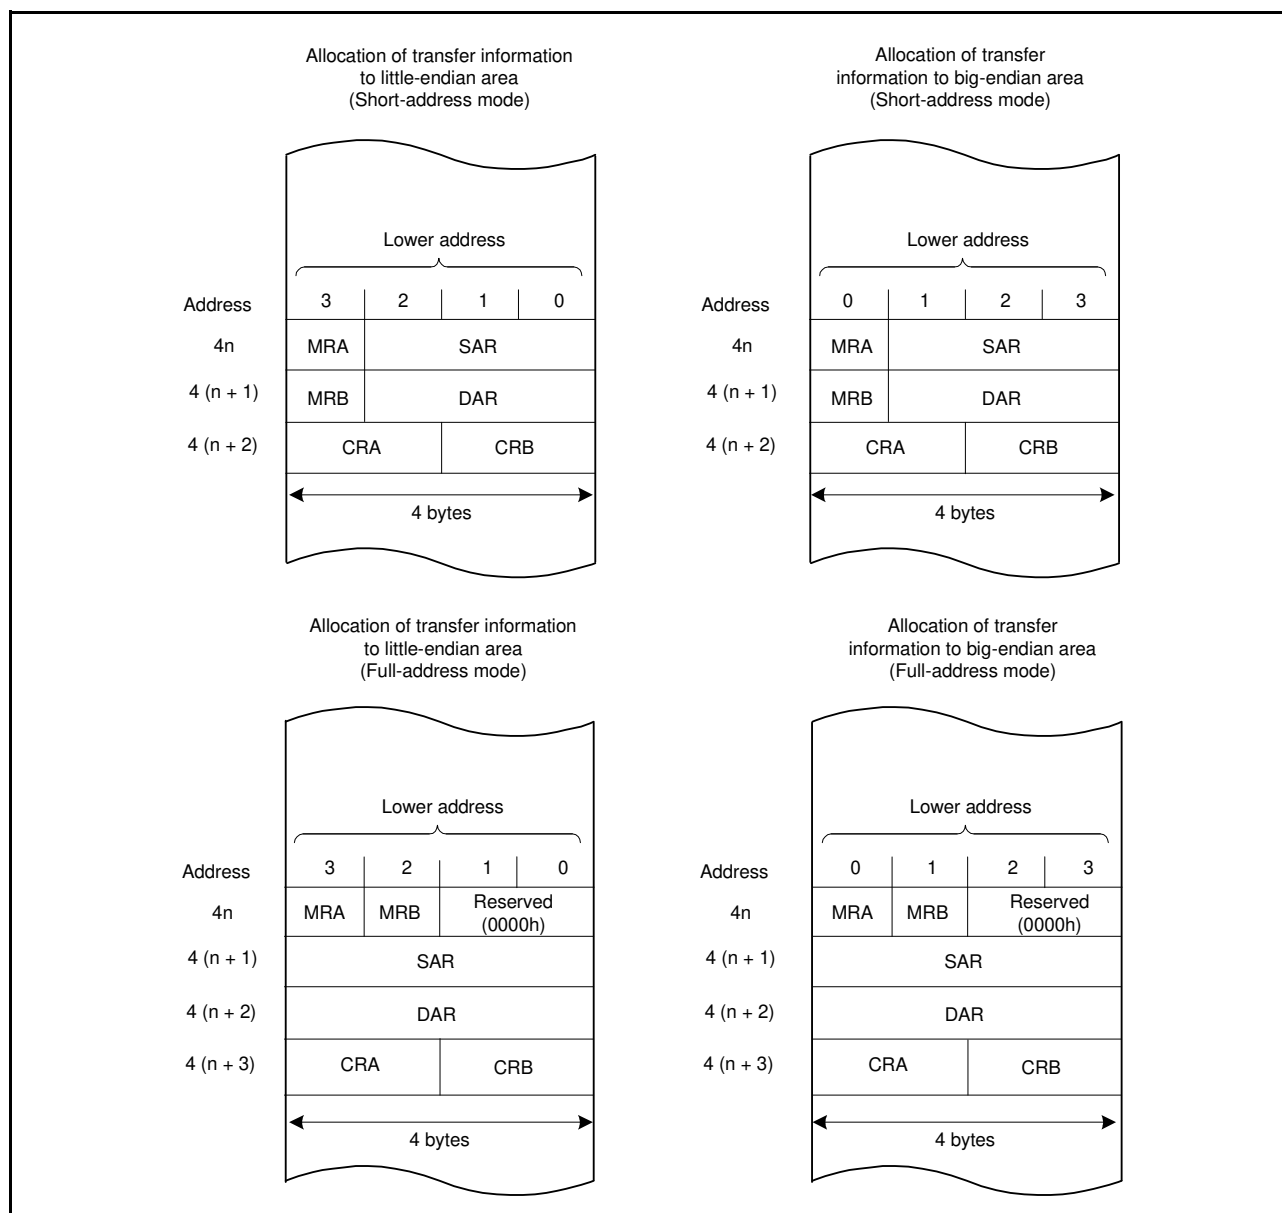 Allocation of transfer information
to little-endian area
(Short-address mode)
Lower address
Address 3 2 1 0
4n MRA SAR
4 (n + 1) MRB DAR
4 (n + 2) CRA CRB
4 bytes
Allocation of transfer
information to big-endian area
(Short-address mode)
Lower address
Address 0 1 2 3
4n MRA SAR
4 (n + 1) MRB DAR
4 (n + 2) CRA CRB
4 bytes
Allocation of transfer information
to little-endian area
(Full-address mode)
Lower address
Address 3 2 1 0
4n MRA MRB Reserved
(0000h)
4 (n + 1) SAR
4 (n + 2) DAR
4 (n + 3) CRA CRB
4 bytes
Allocation of transfer
information to big-endian area
(Full-address mode)
Lower address
Address 0 1 2 3
4n MRA MRB Reserved
(0000h)
4 (n + 1) SAR
4 (n + 2) DAR
4 (n + 3) CRA CRB
4 bytes